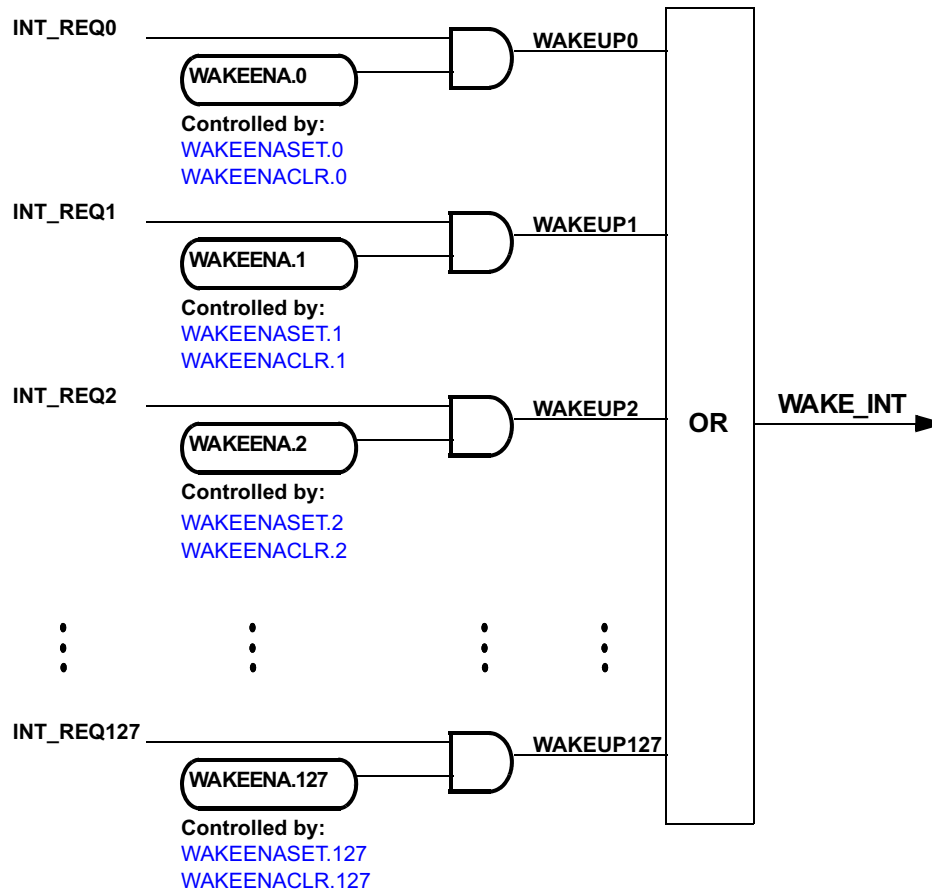 INT_REQ0
WAKEUP0
WAKEENA.0
Controlled by:
WAKEENASET.0
WAKEENACLR.0
INT_REQ1
WAKEUP1
WAKEENA.1
Controlled by:
WAKEENASET.1
WAKEENACLR.1
INT_REQ2
WAKEUP2
WAKEENA.2
OR
WAKE_INT
Controlled by:
WAKEENASET.2
WAKEENACLR.2
INT_REQ127
WAKEUP127
WAKEENA.127
Controlled by:
WAKEENASET.127
WAKEENACLR.127